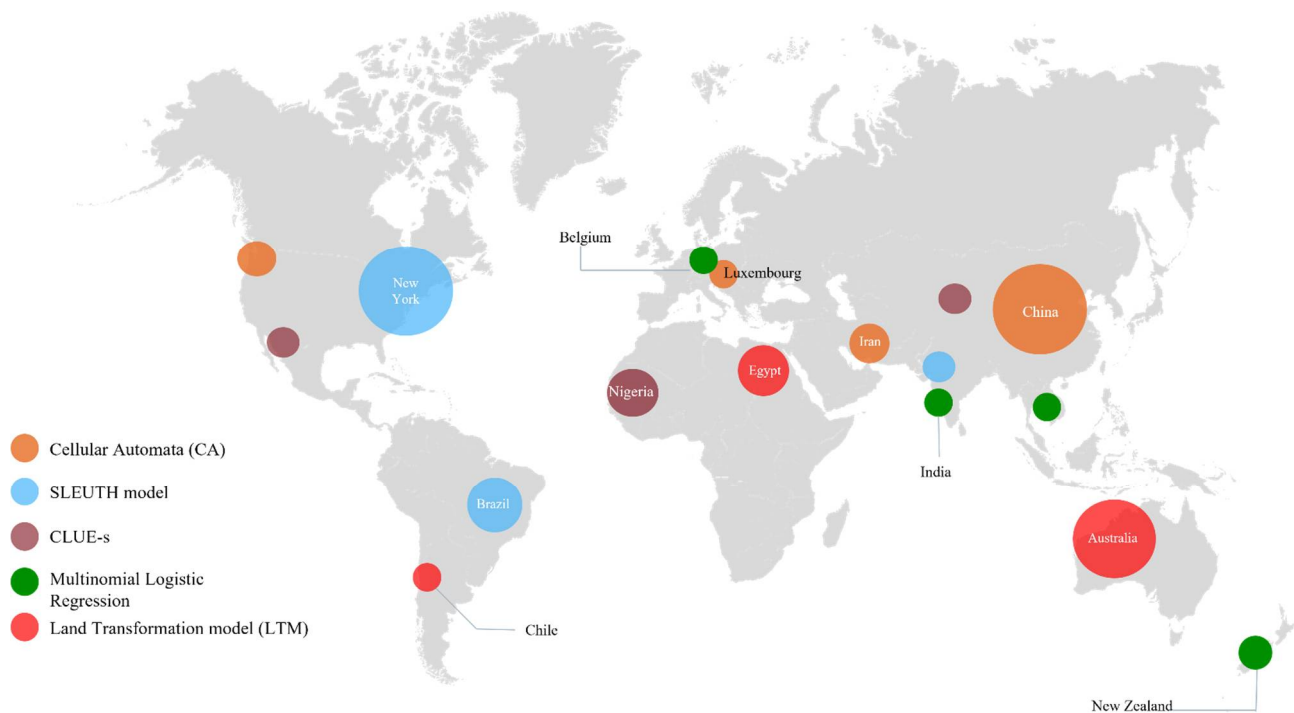 Belgium
Luxembourg
New
York
China
Iran
Egypt
Nigeria
India
Brazil
Australia
Chile
New Zealand
Cellular Automata (CA)
SLEUTH model
CLUE-s
Multinomial Logistic
Regression
Land Transformation model (LTM)